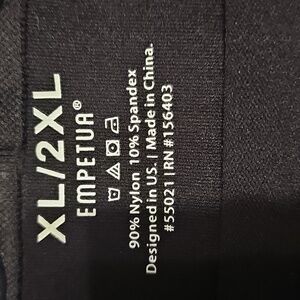 XL/2XL
EMPETUA®
90% Nylon 10% Spandex
Designed in US. | Made in China.
#55021 | RN #156403